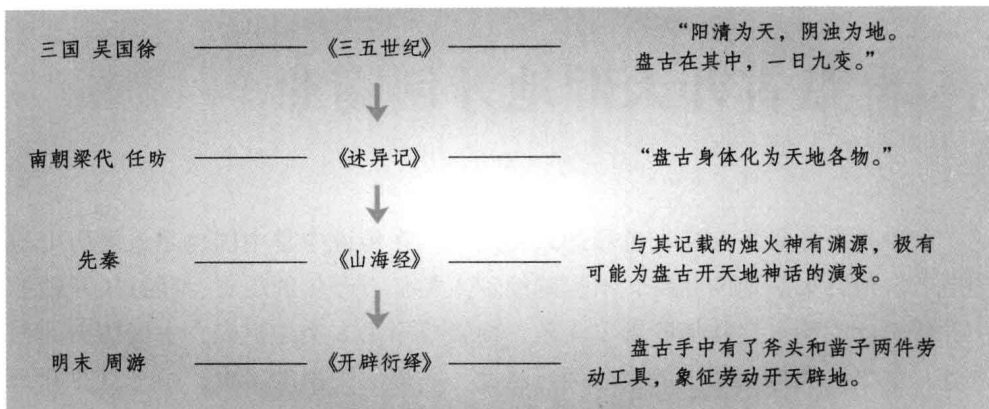 三国 吴国徐 《三五世纪》 “阳清为天，阴浊为地。
盘古在其中，一日九变。”
南朝梁代 任昉 《述异记》 “盘古身体化为天地各物。”
先秦 《山海经》 与其记载的烛火神有渊源，极有
可能为盘古开天地神话的演变。
明末 周游 《开辟衍绎》 盘古手中有了斧头和凿子两件劳
动工具，象征劳动开天辟地。